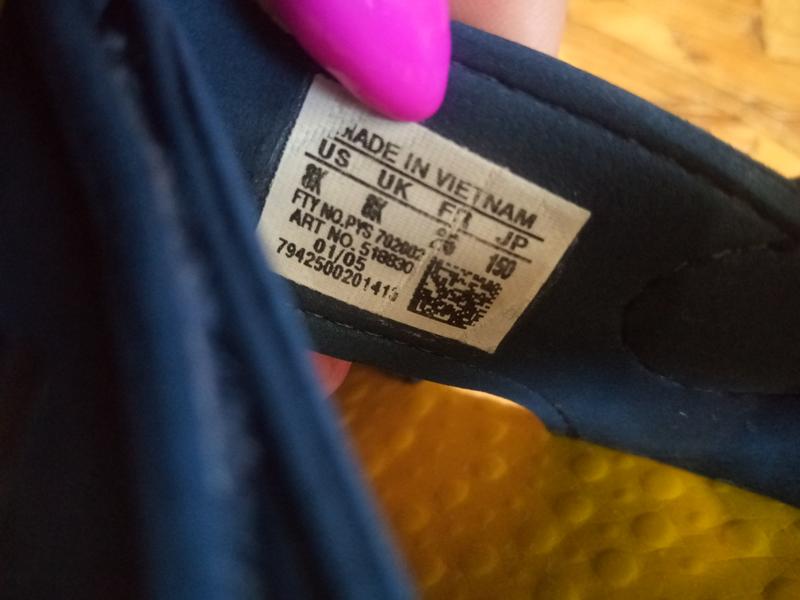 MADE IN VIETNAM
US UK FR JP
8K 8K 26 150
FTY NO.PYS 702002
ART NO. 518830
01/05
7942500201413